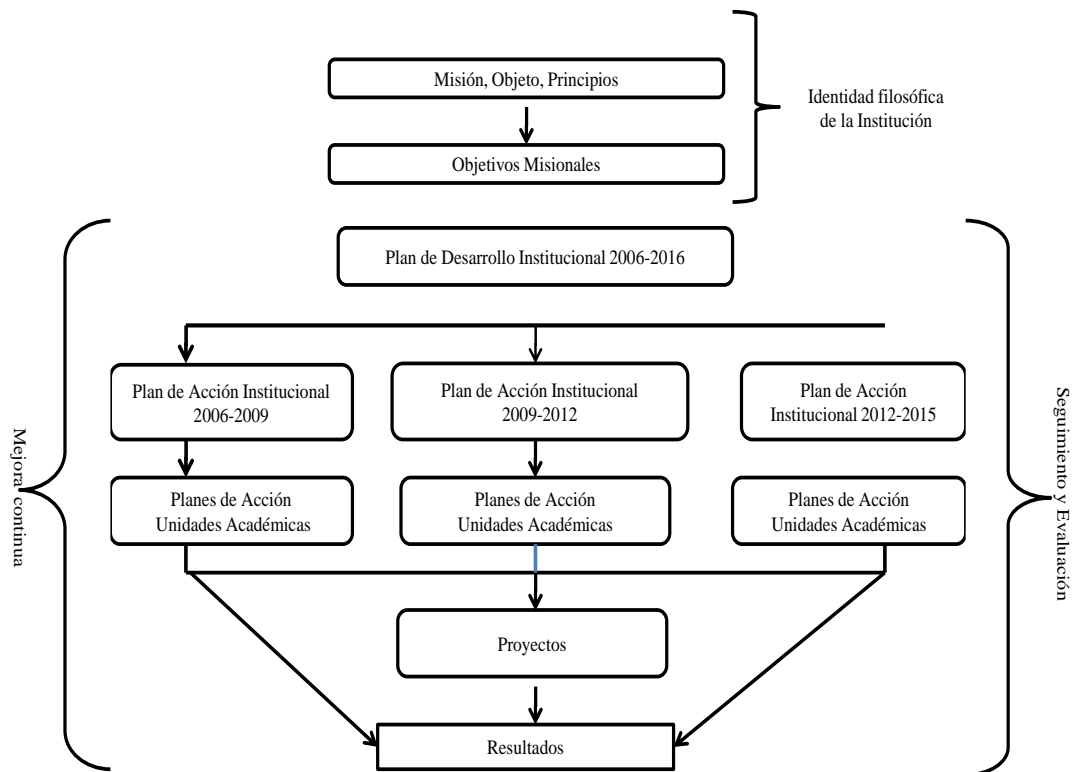 Misión, Objeto, Principios
Identidad filosófica
de la Institución
Objetivos Misionales
Plan de Desarrollo Institucional 2006-2016
Plan de Acción Institucional
2006-2009
Plan de Acción Institucional
2009-2012
Plan de Acción
Institucional 2012-2015
Mejora continua
Seguimiento y Evaluación
Planes de Acción
Unidades Académicas
Planes de Acción
Unidades Académicas
Planes de Acción
Unidades Académicas
Proyectos
Resultados